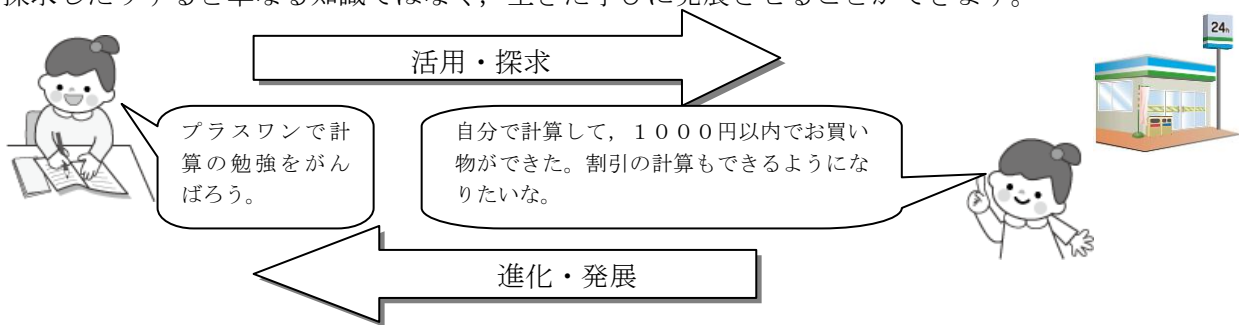 探求したりすると単なる知識ではなく，生きた学びに発展させることができます。
活用・探求
24h
プラスワンで計
算の勉強をがん
ばろう。
自分で計算して，１０００円以内でお買い
物ができた。割引の計算もできるようにな
りたいな。
進化・発展